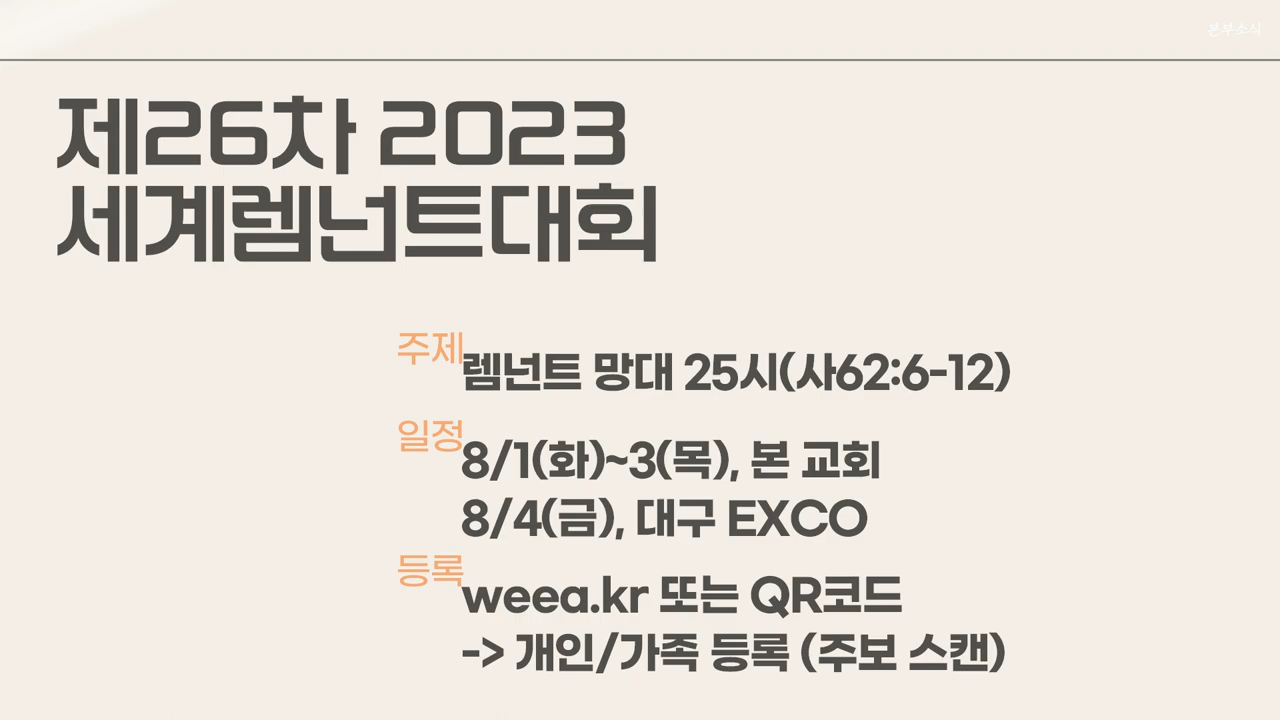 본부소식
제26차 2023
세계렘넌트대회
주제
렘넌트 망대 25시(사62:6-12)
일정
8/1(화)~3(목), 본 교회
8/4(금), 대구 EXCO
등록
weea.kr 또는 QR코드
-> 개인/가족 등록 (주보 스캔)